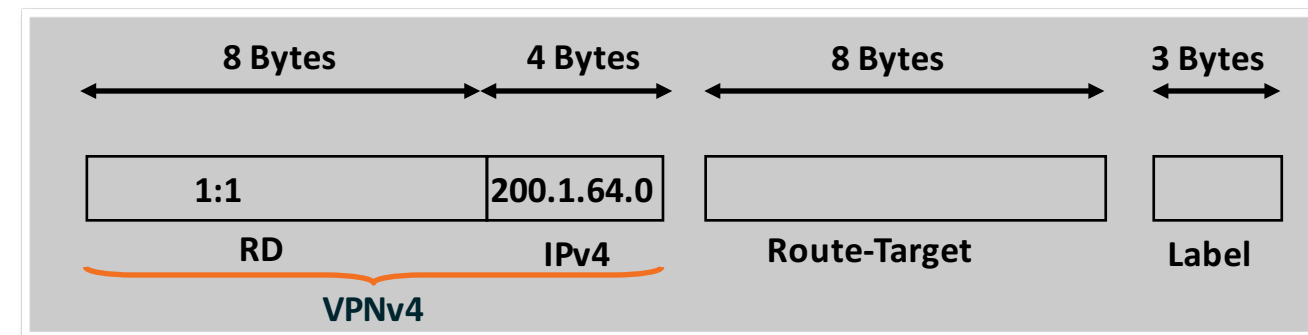 8 Bytes 4 Bytes 8 Bytes 3 Bytes
1:1 200.1.64.0
RD IPv4 Route-Target Label
VPNv4